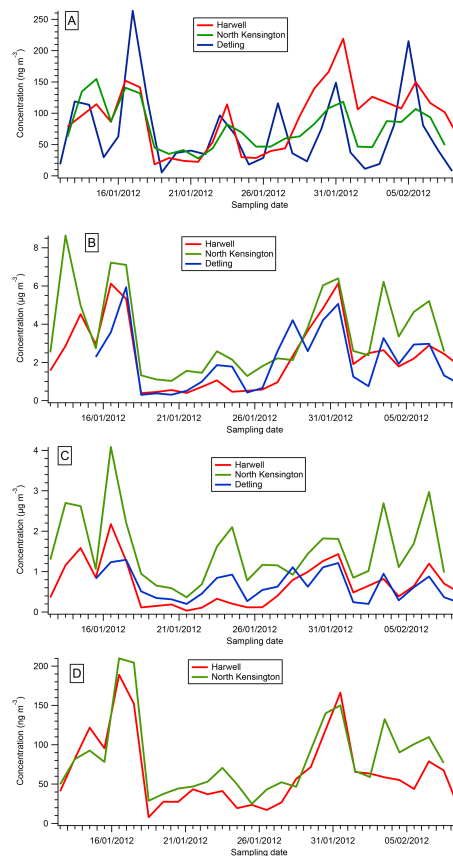 A
Harwell
North Kensington
Detling
Concentration (ng m-3)
250
200
150
100
50
0
16/01/2012 21/01/2012 26/01/2012 31/01/2012 05/02/2012
Sampling date
B
Harwell
North Kensington
Detling
Concentration (µg m-3)
8
6
4
2
0
16/01/2012 21/01/2012 26/01/2012 31/01/2012 05/02/2012
Sampling date
C
Harwell
North Kensington
Detling
Concentration (µg m-3)
4
3
2
1
0
16/01/2012 21/01/2012 26/01/2012 31/01/2012 05/02/2012
Sampling date
D
Harwell
North Kensington
Concentration (ng m-3)
200
150
100
50
0
16/01/2012 21/01/2012 26/01/2012 31/01/2012 05/02/2012
Sampling date